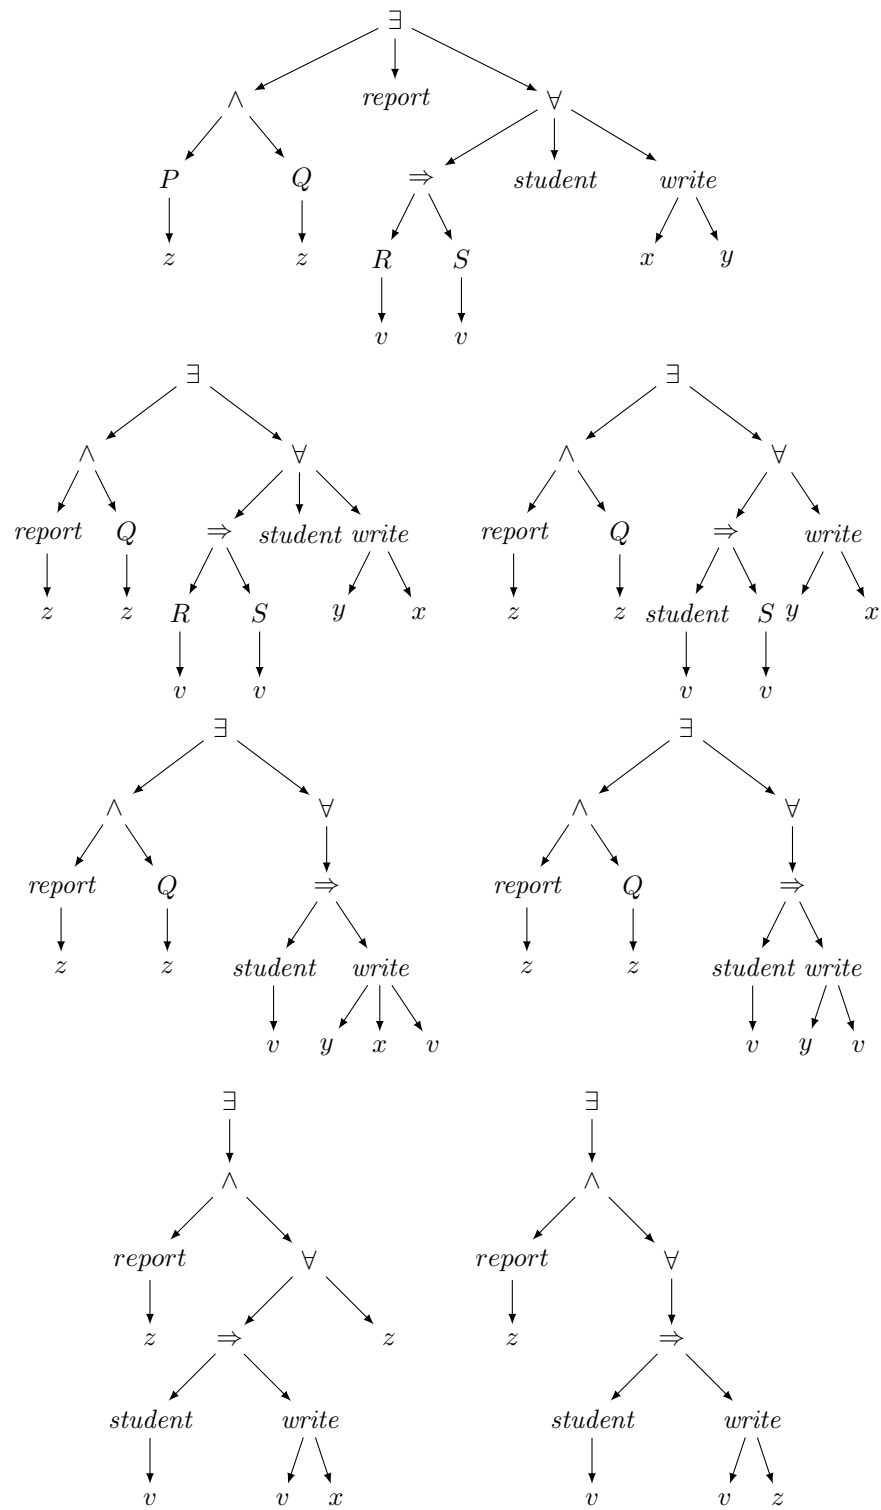 ∃
∧ report ∀
P Q ⇒ student write
z z R S x y
v v
∃ ∃
∧ ∀ ∧ ∀
report Q ⇒ student write report Q ⇒ write
z z R S y x z z student S y x
v v v v
∃ ∃
∧ ∀ ∧ ∀
report Q ⇒ report Q ⇒
z z student write z z student write
v y x v v y v
∃ ∃
∧ ∧
report ∀ report ∀
z ⇒ z z ⇒
student write student write
v v x v v z